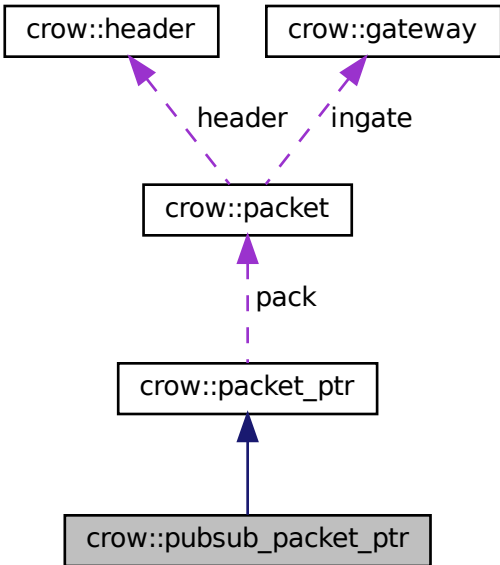 crow::header
crow::gateway
header
ingate
crow::packet
pack
crow::packet_ptr
crow::pubsub_packet_ptr